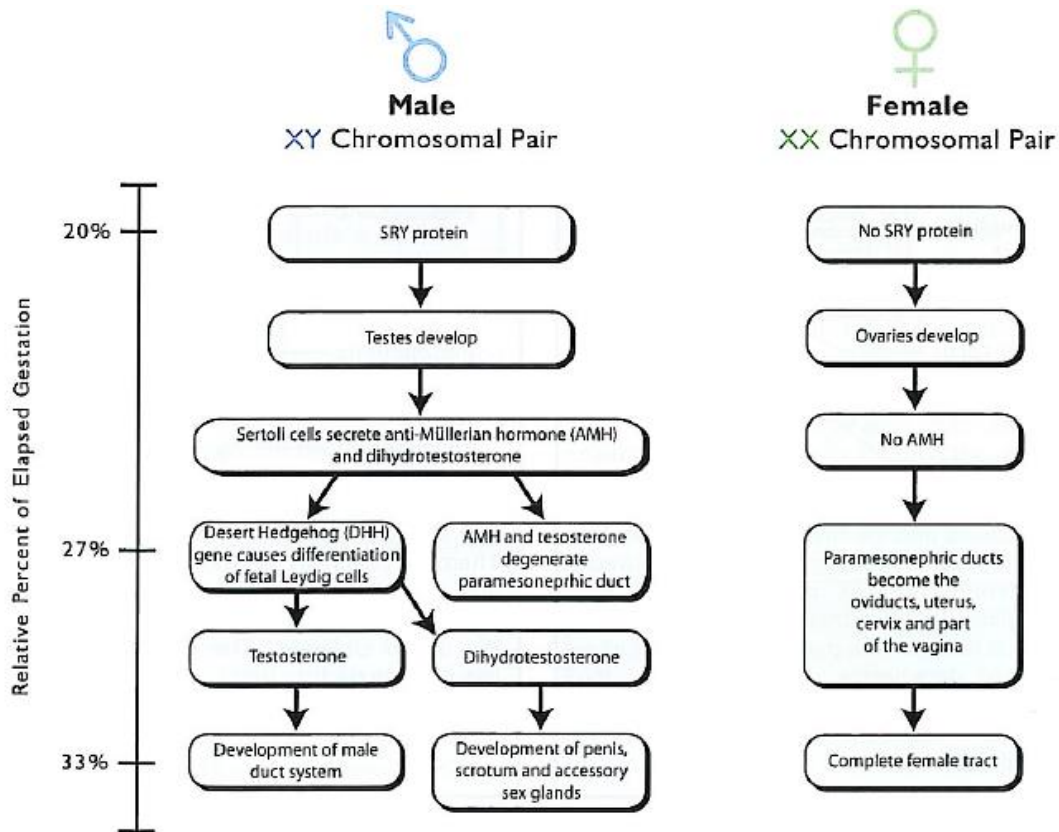 Male
XY Chromosomal Pair
Female
XX Chromosomal Pair
Relative Percent of Elapsed Gestation
20%
27%
33%
SRY protein
Testes develop
Sertoli cells secrete anti-Müllerian hormone (AMH)
and dihydrotestosterone
Desert Hedgehog (DHH)
gene causes differentiation
of fetal Leydig cells
AMH and tesosterone
degenerate
paramesoneprhic duct
Testosterone
Dihydrotestosterone
Development of male
duct system
Development of penis,
scrotum and accessory
sex glands
No SRY protein
Ovaries develop
No AMH
Paramesonephric ducts
become the
oviducts, uterus,
cervix and part
of the vagina
Complete female tract